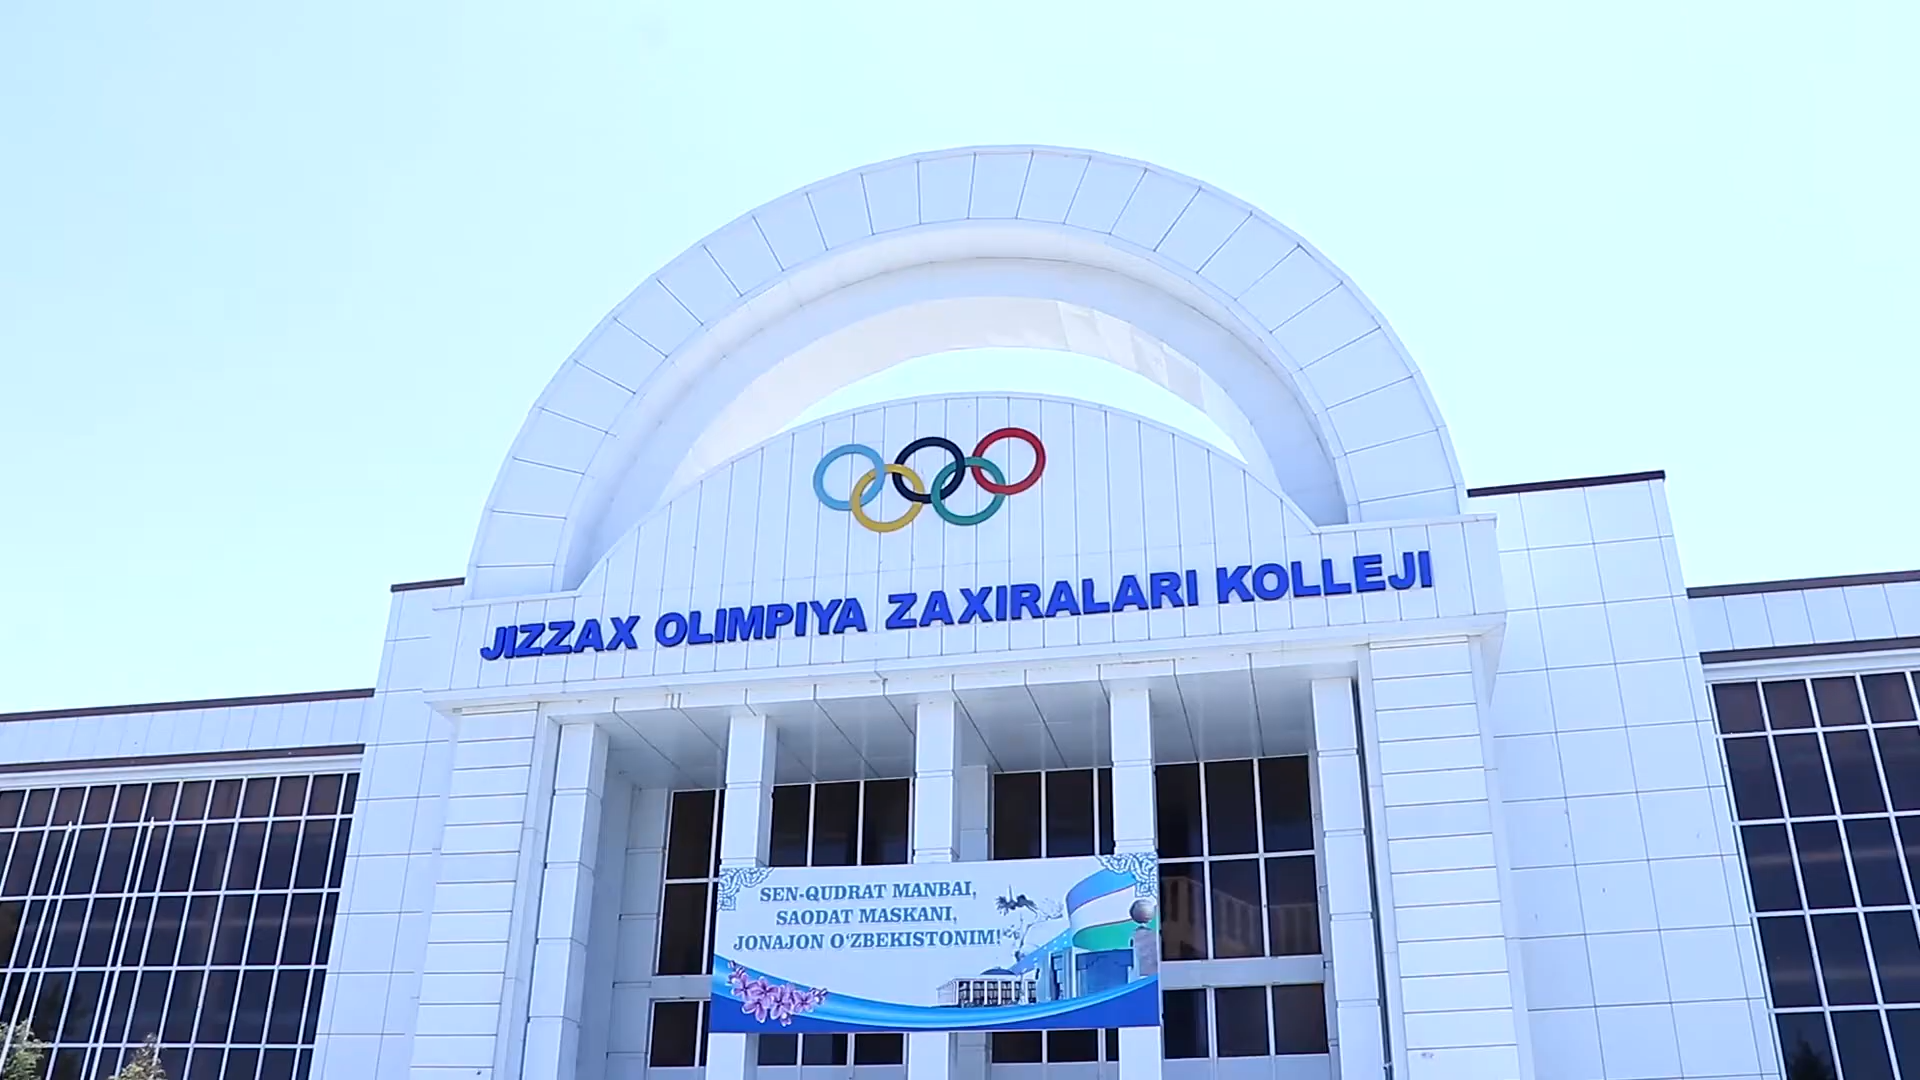 JIZZAX OLIMPIYA ZAXIRALARI KOLLEJI
SEN-QUDRAT MANBAI,
SAODAT MASKANI,
JONAJON O‘ZBEKISTONIM!